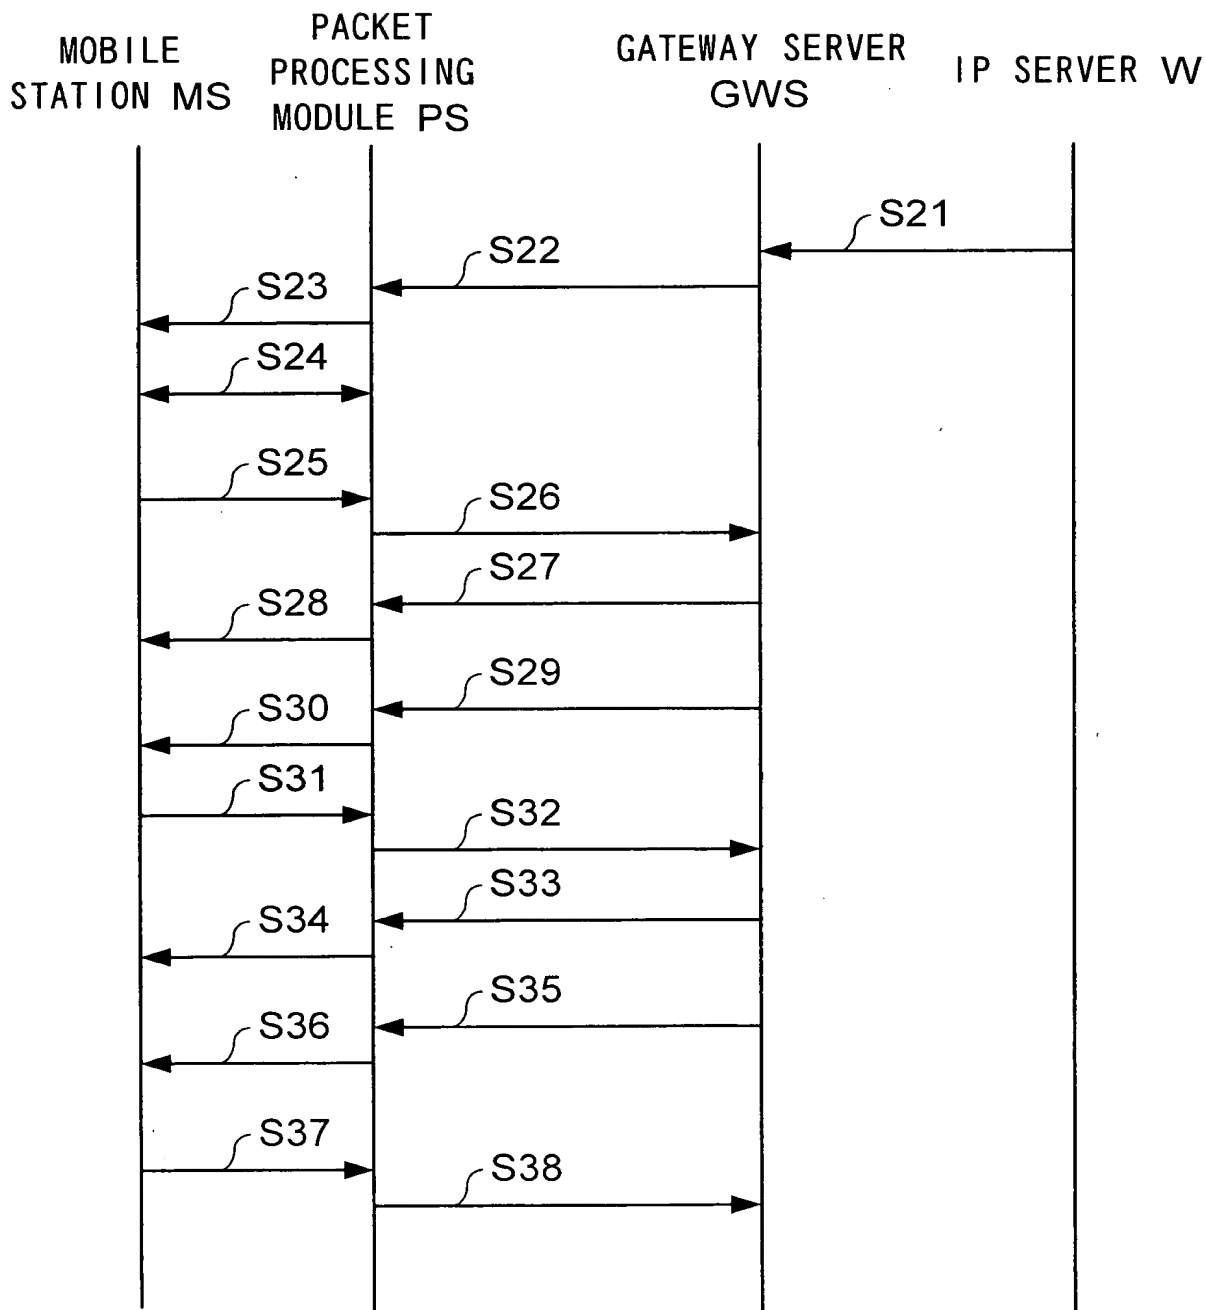 MOBILE
STATION MS
PACKET
PROCESSING
MODULE PS
GATEWAY SERVER
GWS
IP SERVER W
S21
S22
S23
S24
S25
S26
S27
S28
S29
S30
S31
S32
S33
S34
S35
S36
S37
S38